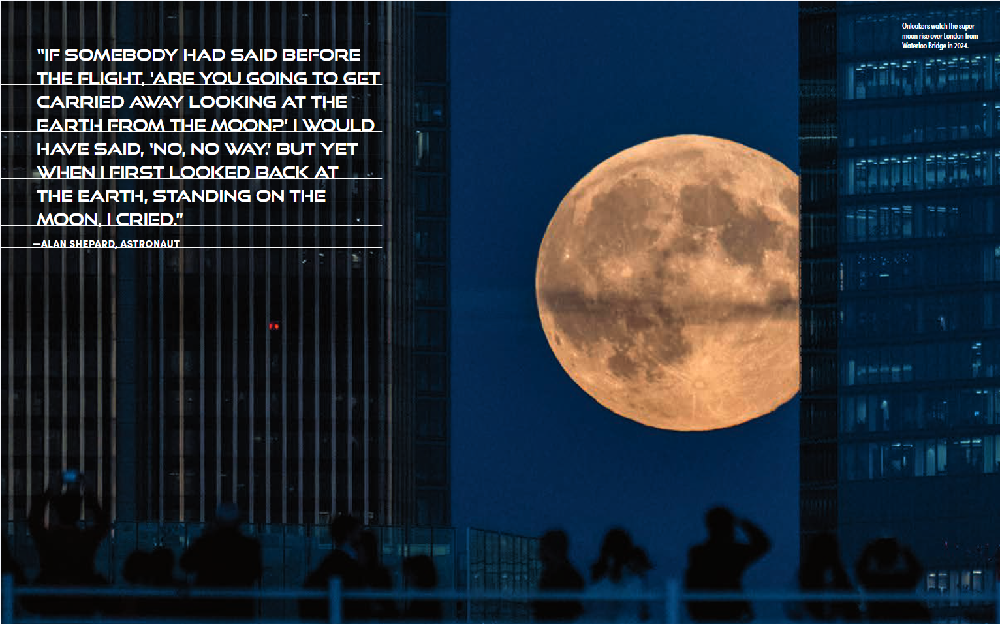 "IF SOMEBODY HAD SAID BEFORE
THE FLIGHT, 'ARE YOU GOING TO GET
CARRIED AWAY LOOKING AT THE
EARTH FROM THE MOON?' I WOULD
HAVE SAID, 'NO, NO WAY.' BUT YET
WHEN I FIRST LOOKED BACK AT
THE EARTH, STANDING ON THE
MOON, I CRIED."
—ALAN SHEPARD, ASTRONAUT
Onlookers watch the super
moon rise over London from
Waterloo Bridge in 2024.